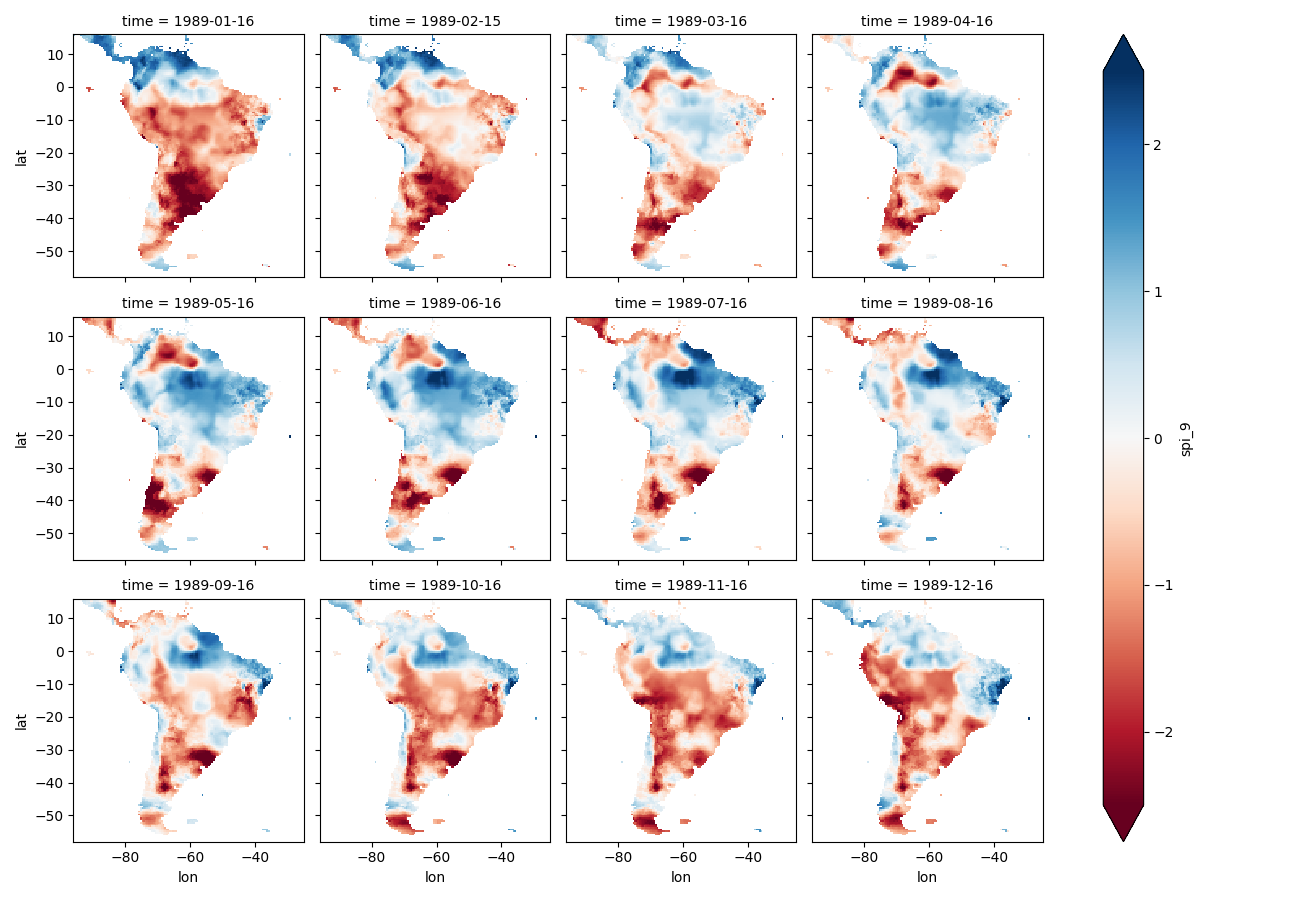 time = 1989-01-16
time = 1989-02-15
time = 1989-03-16
time = 1989-04-16
10
0
−10
−20
−30
−40
−50
lat
time = 1989-05-16
time = 1989-06-16
time = 1989-07-16
time = 1989-08-16
10
0
−10
−20
−30
−40
−50
lat
time = 1989-09-16
time = 1989-10-16
time = 1989-11-16
time = 1989-12-16
10
0
−10
−20
−30
−40
−50
lat
−80 −60 −40
−80 −60 −40
−80 −60 −40
−80 −60 −40
lon
lon
lon
lon
2
1
0
−1
−2
spi_9